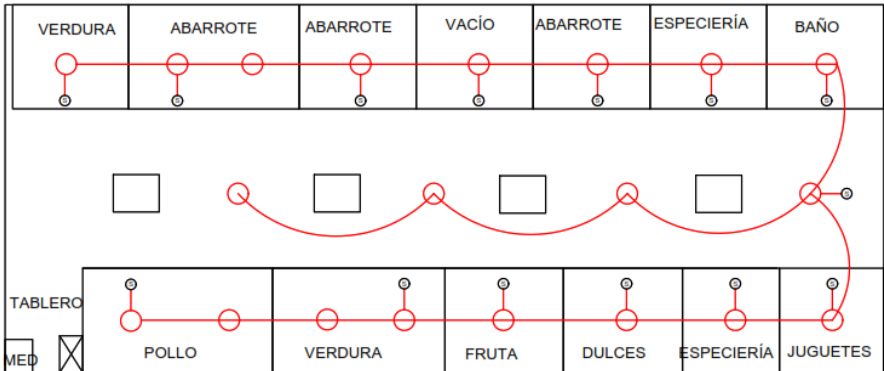 VERDURA ABARROTE ABARROTE VACÍO ABARROTE ESPECIERÍA BAÑO
S S S S S S S
S
S S S S S S
TABLERO
MED POLLO VERDURA FRUTA DULCES ESPECIERÍA JUGUETES